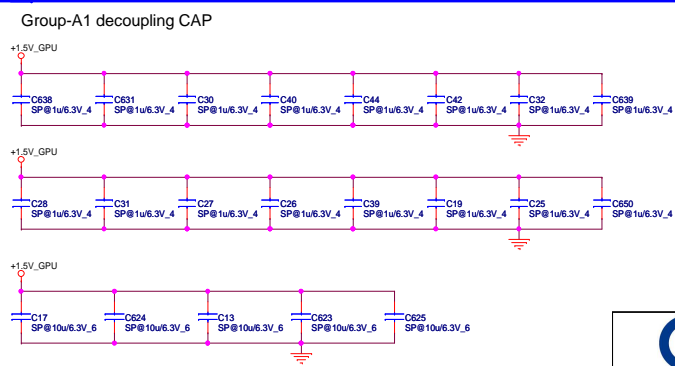 Group-A1 decoupling CAP
+1.5V_GPU
C638 C631 C30 C40 C44 C42 C32 C639
SP@1u/6.3V_4 SP@1u/6.3V_4 SP@1u/6.3V_4 SP@1u/6.3V_4 SP@1u/6.3V_4 SP@1u/6.3V_4 SP@1u/6.3V_4 SP@1u/6.3V_4
+1.5V_GPU
C28 C31 C27 C26 C39 C19 C25 C650
SP@1u/6.3V_4 SP@1u/6.3V_4 SP@1u/6.3V_4 SP@1u/6.3V_4 SP@1u/6.3V_4 SP@1u/6.3V_4 SP@1u/6.3V_4 SP@1u/6.3V_4
+1.5V_GPU
C17 C624 C13 C623 C625
SP@10u/6.3V_6 SP@10u/6.3V_6 SP@10u/6.3V_6 SP@10u/6.3V_6 SP@10u/6.3V_6